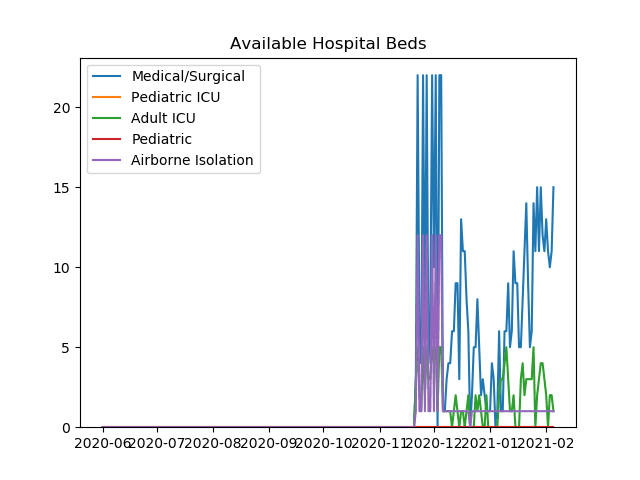 Available Hospital Beds
Medical/Surgical
Pediatric ICU
Adult ICU
Pediatric
Airborne Isolation
20
15
10
5
0
2020-06 2020-07 2020-08 2020-09 2020-10 2020-11 2020-12 2021-01 2021-02